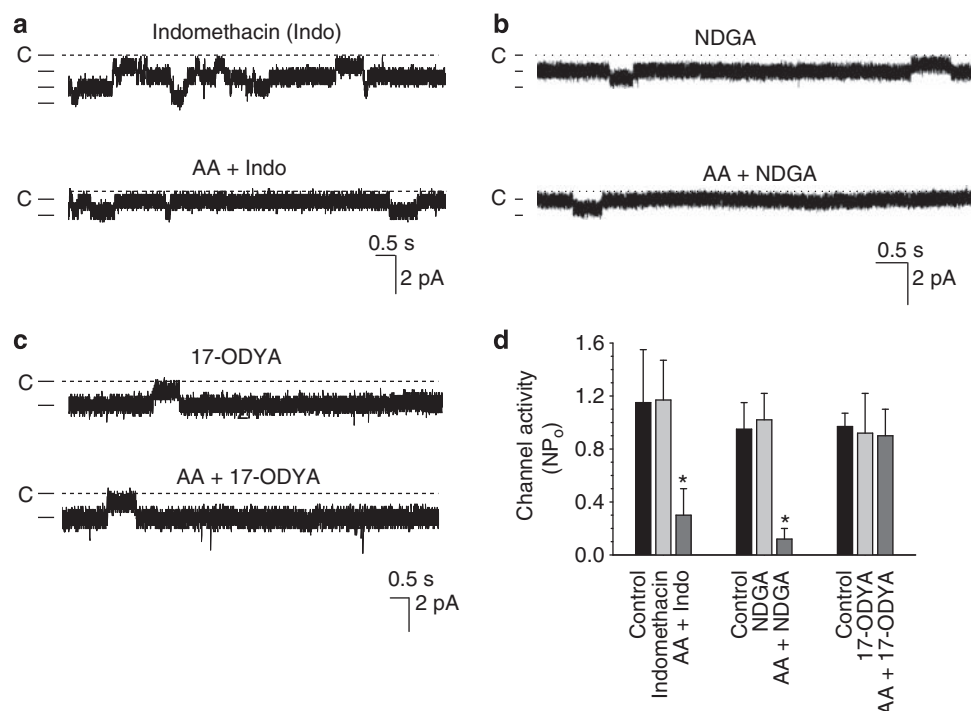 a
Indomethacin (Indo)
C
AA + Indo
C
0.5 s
2 pA
b
NDGA
C
AA + NDGA
C
0.5 s
2 pA
c
17-ODYA
C
AA + 17-ODYA
C
0.5 s
2 pA
d
Channel activity
(NPo)
1.6
1.2
0.8
0.4
0.0
*
*
Control
Indomethacin
AA + Indo
Control
NDGA
AA + NDGA
Control
17-ODYA
AA + 17-ODYA